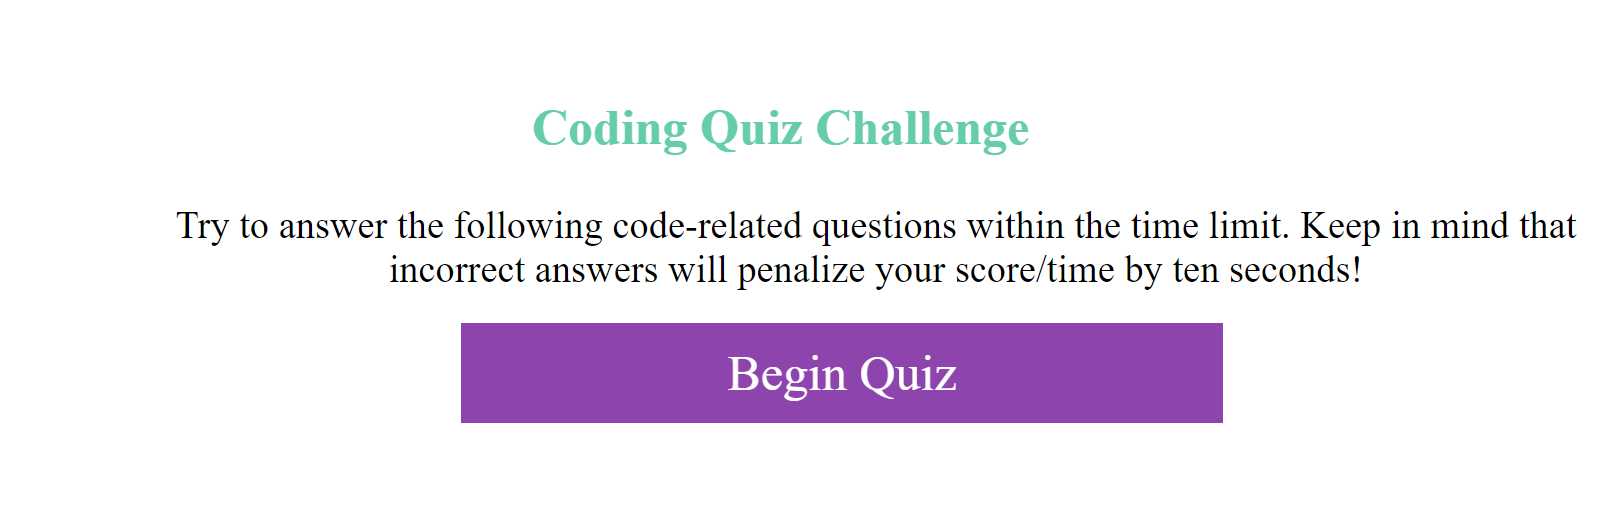 Coding Quiz Challenge
Try to answer the following code-related questions within the time limit. Keep in mind that
incorrect answers will penalize your score/time by ten seconds!
Begin Quiz